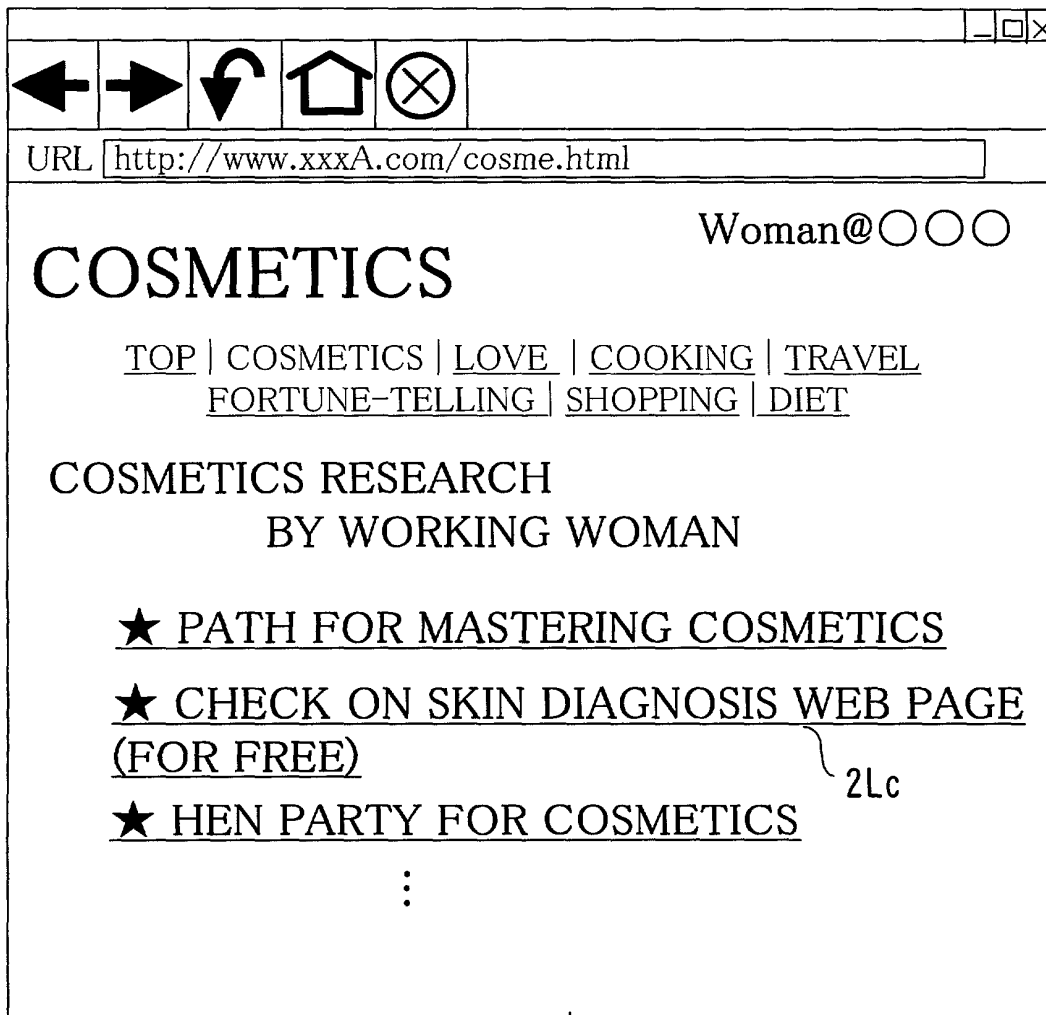 URL http://www.xxxA.com/cosme.html
Woman@○○○
COSMETICS
TOP | COSMETICS | LOVE | COOKING | TRAVEL
FORTUNE-TELLING | SHOPPING | DIET
COSMETICS RESEARCH
BY WORKING WOMAN
★ PATH FOR MASTERING COSMETICS
★ CHECK ON SKIN DIAGNOSIS WEB PAGE
(FOR FREE)
2Lc
★ HEN PARTY FOR COSMETICS
⋮